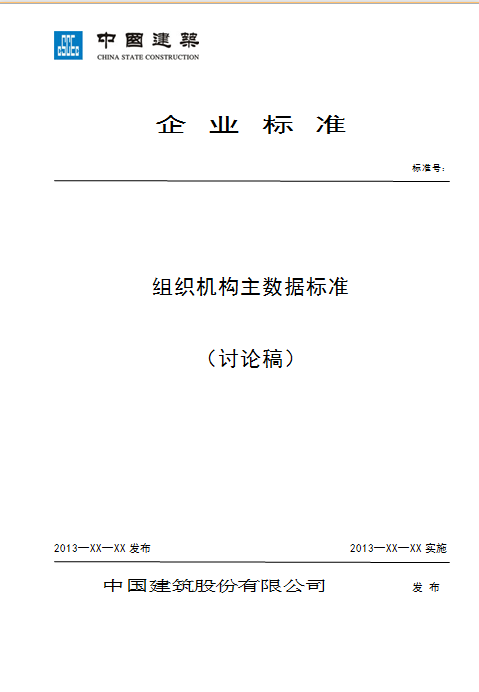 CSCEC
中國建築
CHINA STATE CONSTRUCTION
企 业 标 准
标准号：
组织机构主数据标准
（讨论稿）
2013—XX—XX 发布 2013—XX—XX 实施
中国建筑股份有限公司 发 布